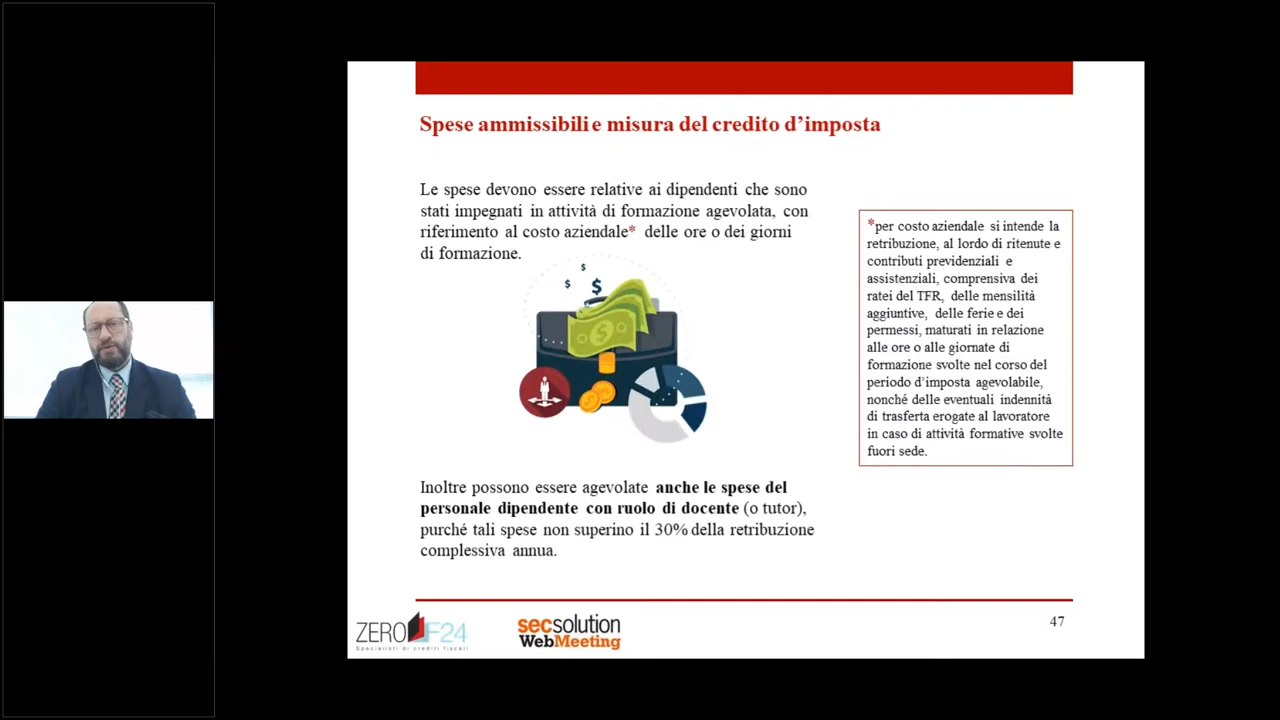 Spese ammissibili e misura del credito d’imposta
Le spese devono essere relative ai dipendenti che sono
stati impegnati in attività di formazione agevolata, con
riferimento al costo aziendale* delle ore o dei giorni
di formazione.
*per costo aziendale si intende la
retribuzione, al lordo di ritenute e
contributi previdenziali e
assistenziali, comprensiva dei
ratei del TFR, delle mensilità
aggiuntive, delle ferie e dei
permessi, maturati in relazione
alle ore o alle giornate di
formazione svolte nel corso del
periodo d’imposta agevolabile,
nonché delle eventuali indennità
di trasferta erogate al lavoratore
in caso di attività formative svolte
fuori sede.
$
$
$
$
Inoltre possono essere agevolate anche le spese del
personale dipendente con ruolo di docente (o tutor),
purché tali spese non superino il 30% della retribuzione
complessiva annua.
ZERO F24
Specialisti di crediti fiscali
secsolution
WebMeeting
47